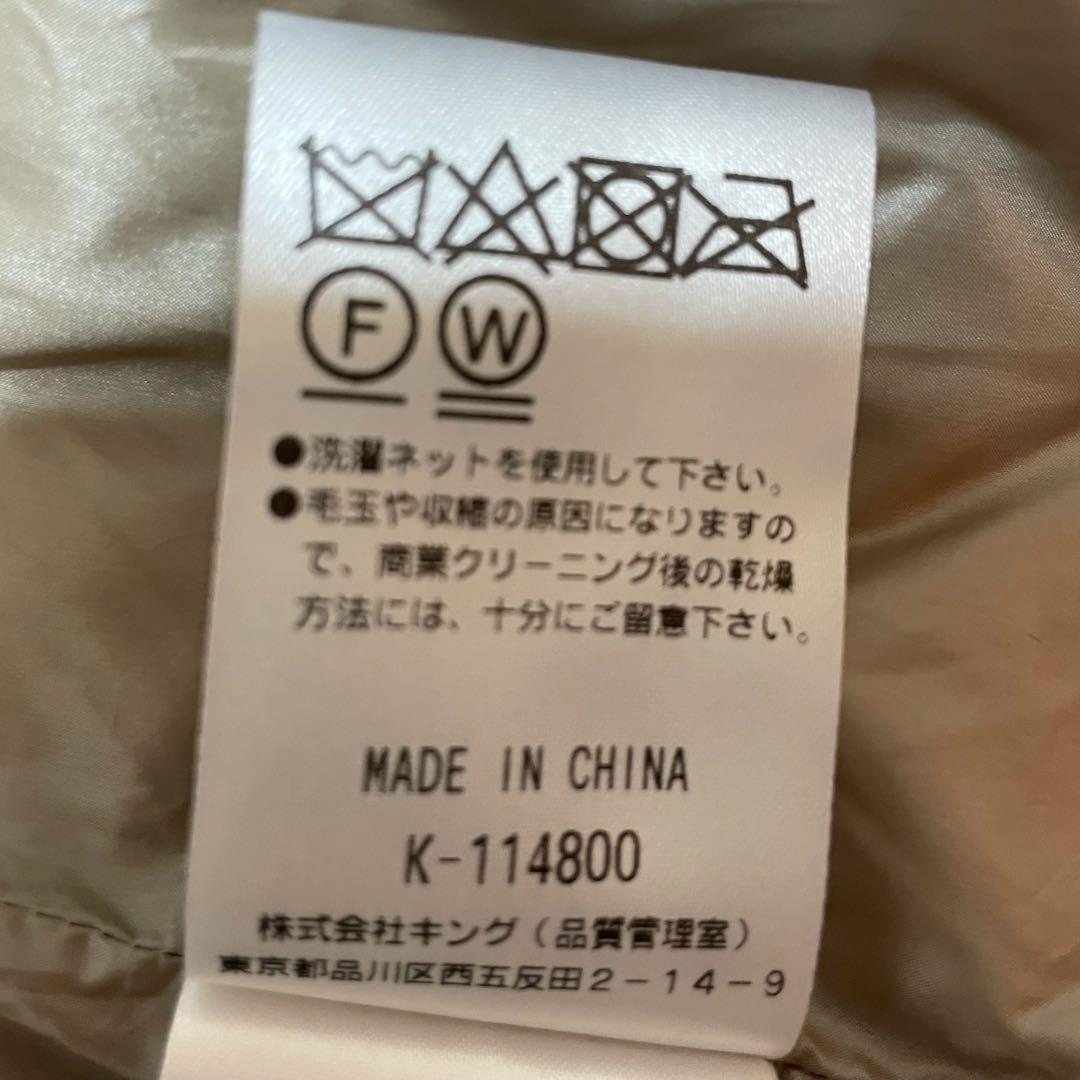 F W
●洗濯ネットを使用して下さい。
●毛玉や収縮の原因になりますの
で、商業クリーニング後の乾燥
方法には、十分にご留意下さい。
MADE IN CHINA
K-114800
株式会社キング(品質管理室)
東京都品川区西五反田2-14-9